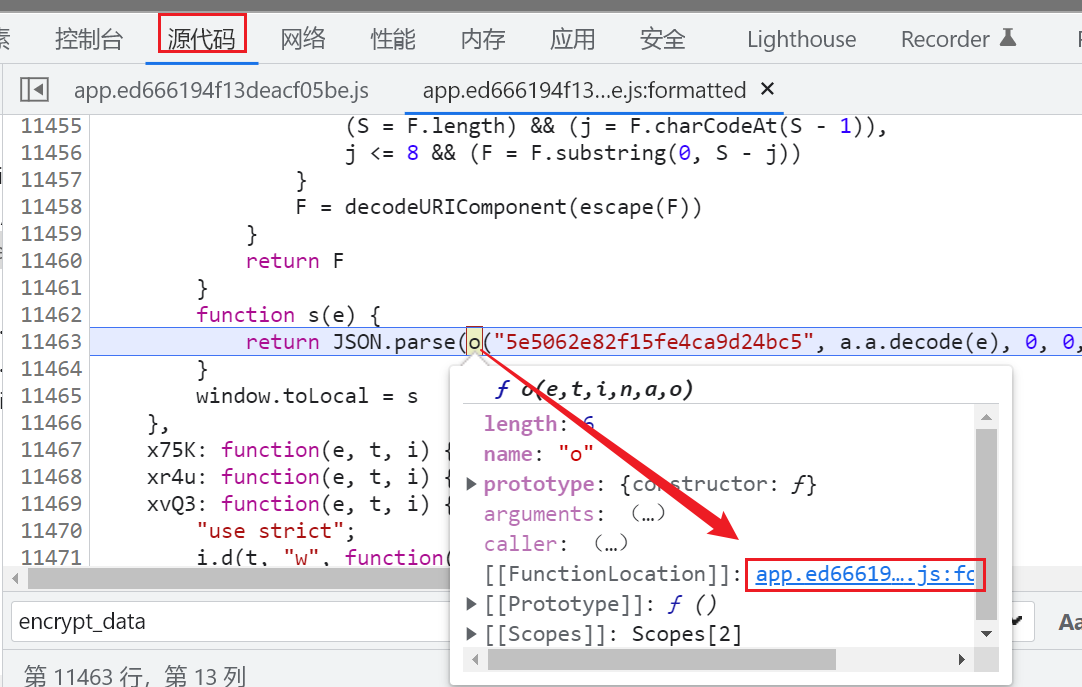 素 控制台 源代码 网络 性能 内存 应用 安全 Lighthouse Recorder
app.ed666194f13deacf05be.js app.ed666194f13...e.js:formatted ×
11455 (S = F.length) && (j = F.charCodeAt(S - 1)),
11456 j <= 8 && (F = F.substring(0, S - j))
11457 }
11458 F = decodeURIComponent(escape(F))
11459 }
11460 return F
11461 }
11462 function s(e) {
11463 return JSON.parse(o("5e5062e82f15fe4ca9d24bc5", a.a.decode(e), 0, 0,
11464 }
11465 window.toLocal = s
11466 },
11467 x75K: function(e, t, i) {
11468 xr4u: function(e, t, i) {
11469 xvQ3: function(e, t, i) {
11470 "use strict";
11471 i.d(t, "w", function(
ƒ o(e,t,i,n,a,o)
length: 6
name: "o"
prototype: {constructor: ƒ}
arguments: (…)
caller: (…)
[[FunctionLocation]]: app.ed66619….js:fo
[[Prototype]]: ƒ ()
[[Scopes]]: Scopes[2]
encrypt_data
Aa
第 11463 行，第 13 列